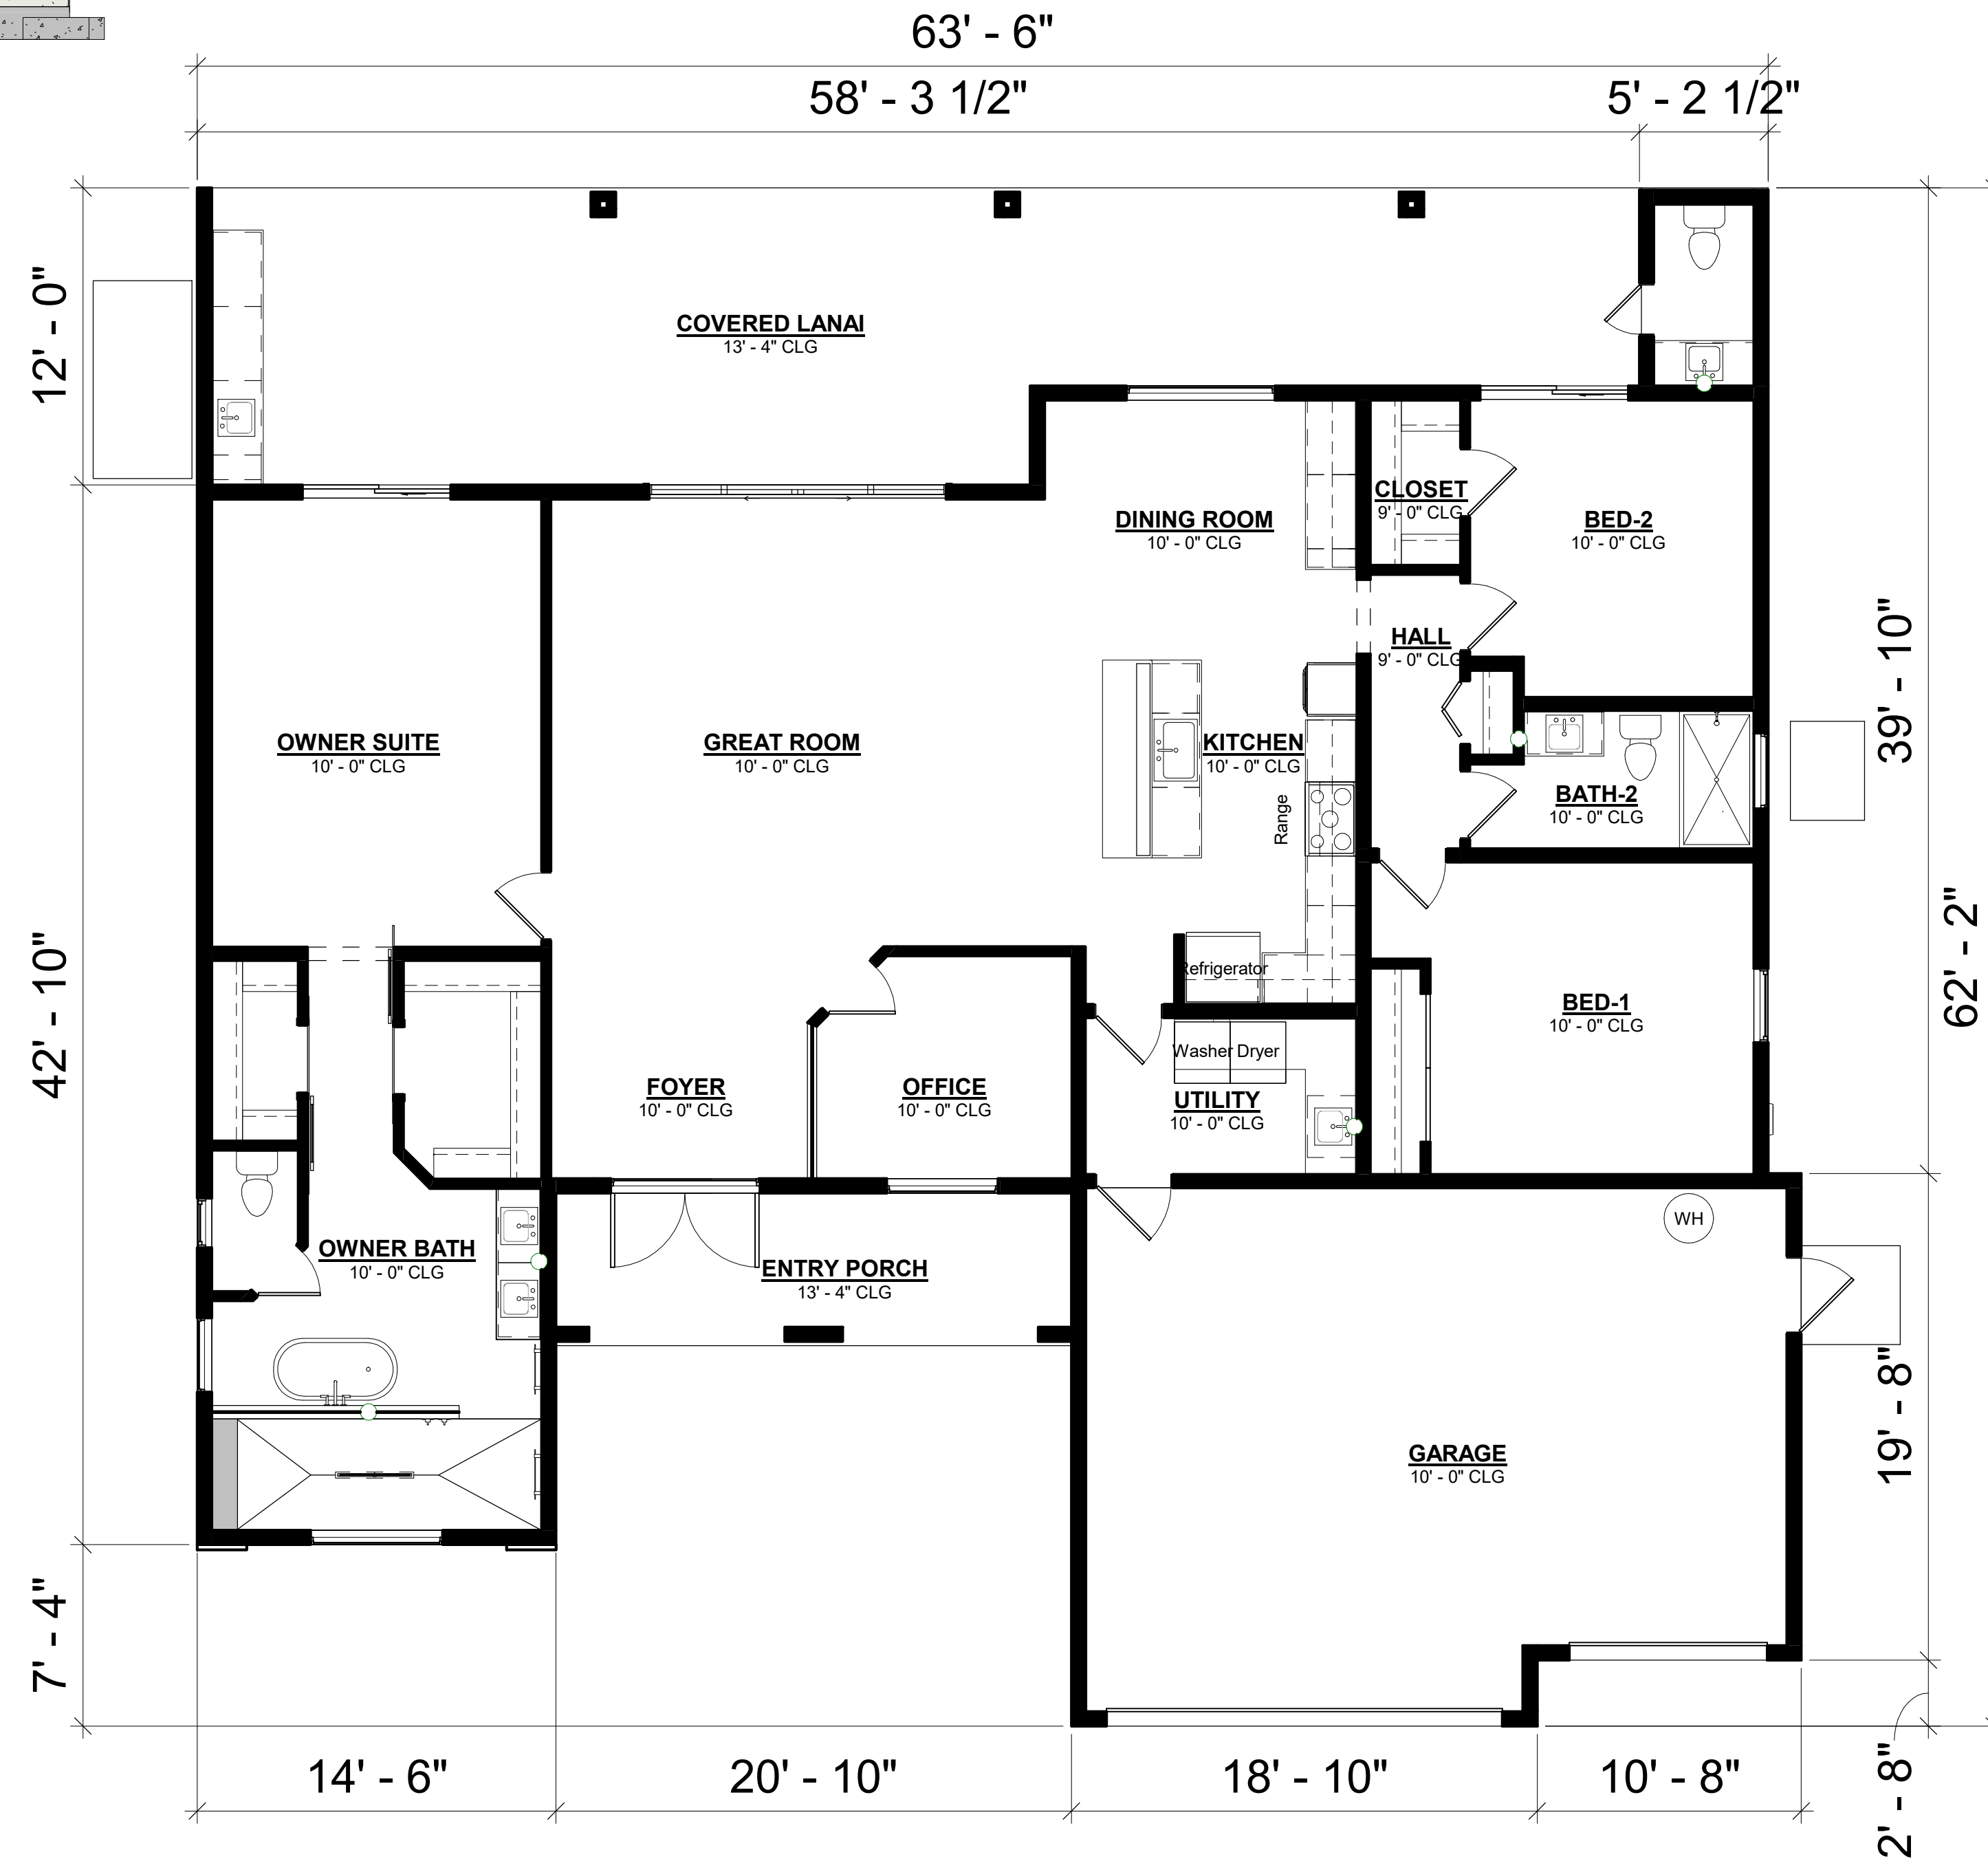 63' - 6"
58' - 3 1/2"
5' - 2 1/2"
12' - 0"
COVERED LANAI
13' - 4" CLG
CLOSET
9' - 0" CLG
DINING ROOM
10' - 0" CLG
BED-2
10' - 0" CLG
HALL
9' - 0" CLG
39' - 10"
OWNER SUITE
10' - 0" CLG
GREAT ROOM
10' - 0" CLG
KITCHEN
10' - 0" CLG
Range
BATH-2
10' - 0" CLG
62' - 2"
42' - 10"
Refrigerator
BED-1
10' - 0" CLG
Washer Dryer
FOYER
10' - 0" CLG
OFFICE
10' - 0" CLG
UTILITY
10' - 0" CLG
WH
OWNER BATH
10' - 0" CLG
ENTRY PORCH
13' - 4" CLG
GARAGE
10' - 0" CLG
19' - 8"
7' - 4"
14' - 6"
20' - 10"
18' - 10"
10' - 8"
2' - 8"